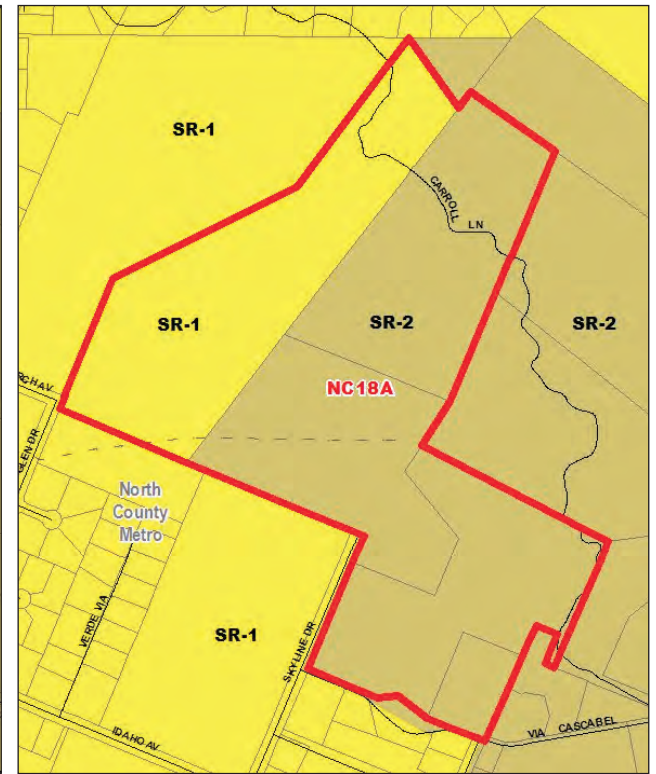 SR-1
CARROLL
LN
SR-1
SR-2
SR-2
NC18A
GLEN DR
North
County
Metro
VERDE VIA
SR-1
SKYLINE DR
IDAHO AV
VIA CASCABEL